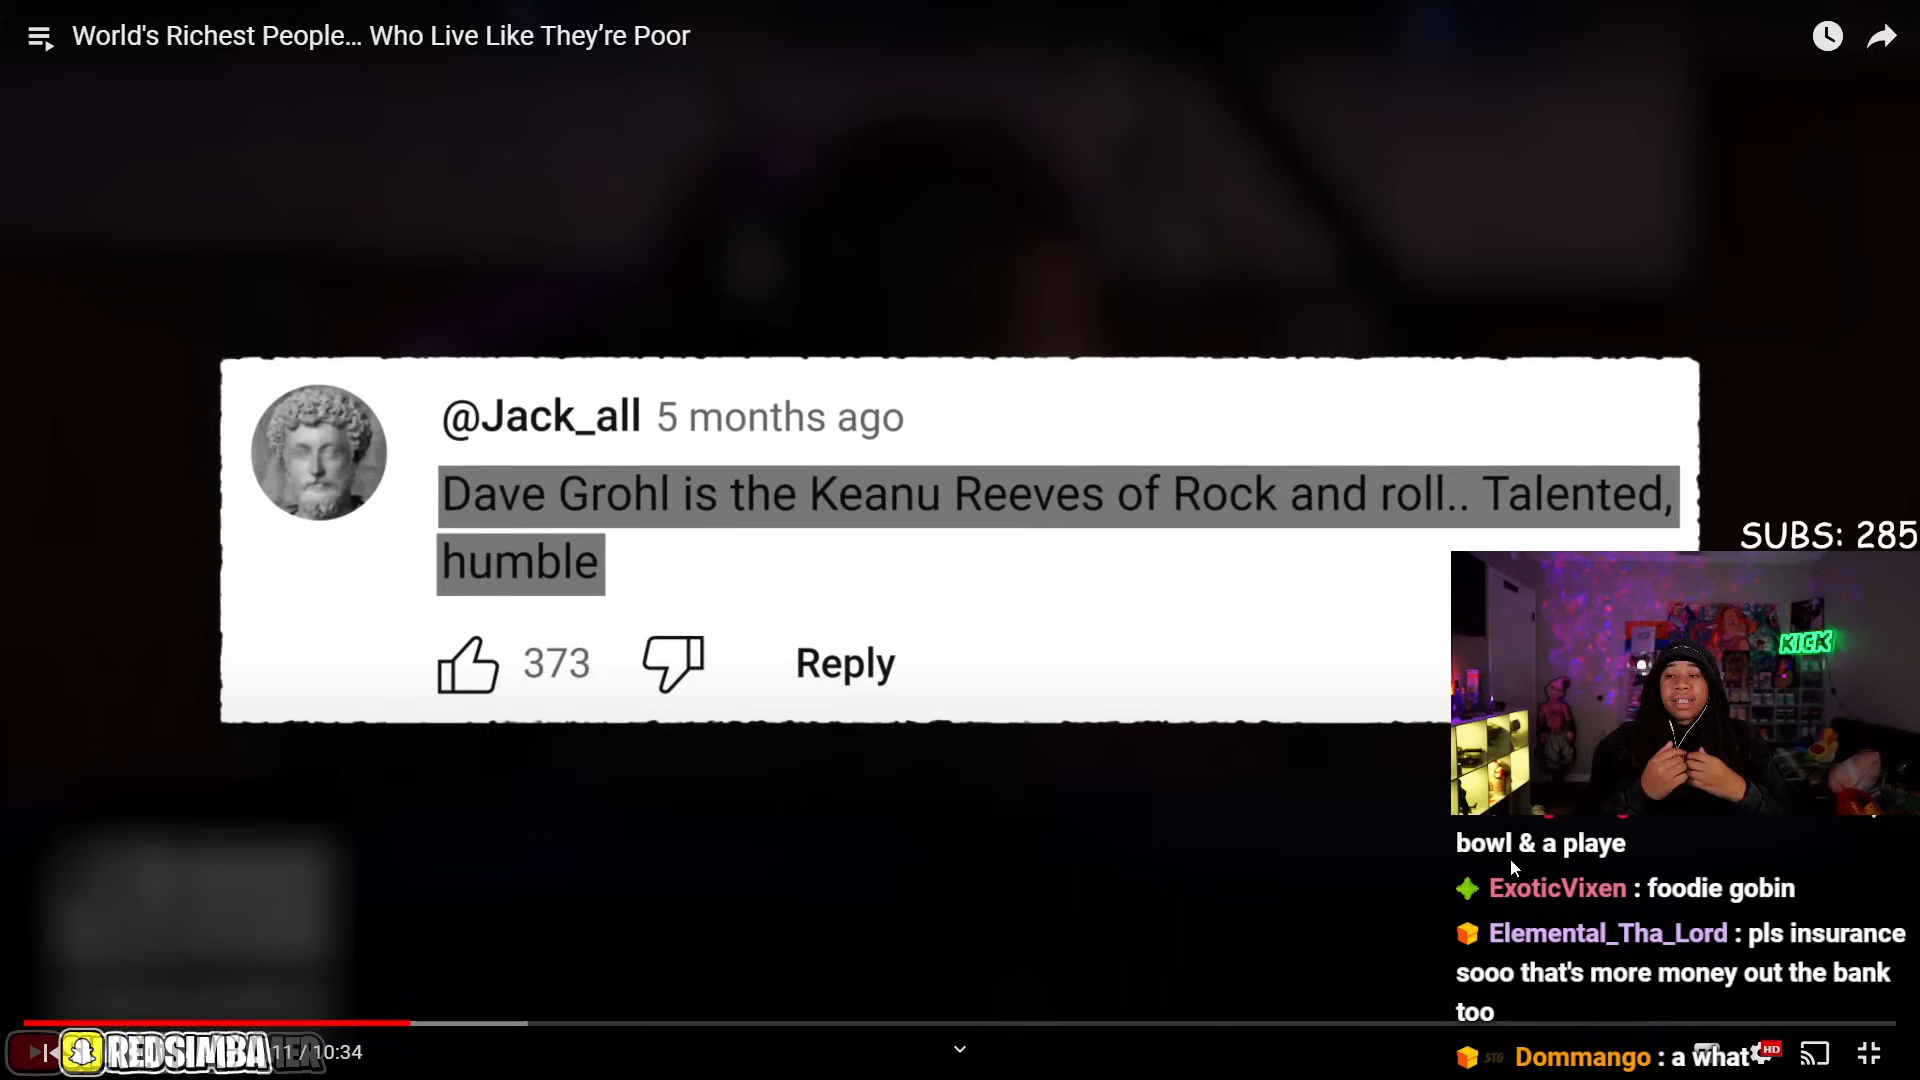 World's Richest People... Who Live Like They’re Poor
@Jack_all 5 months ago
Dave Grohl is the Keanu Reeves of Rock and roll.. Talented,
humble
373 Reply
SUBS: 285
KICK
bowl & a playe
ExoticVixen : foodie gobin
Elemental_Tha_Lord : pls insurance
sooo that's more money out the bank
too
Dommango : a what
REDSIMBA
11 / 10:34
HD